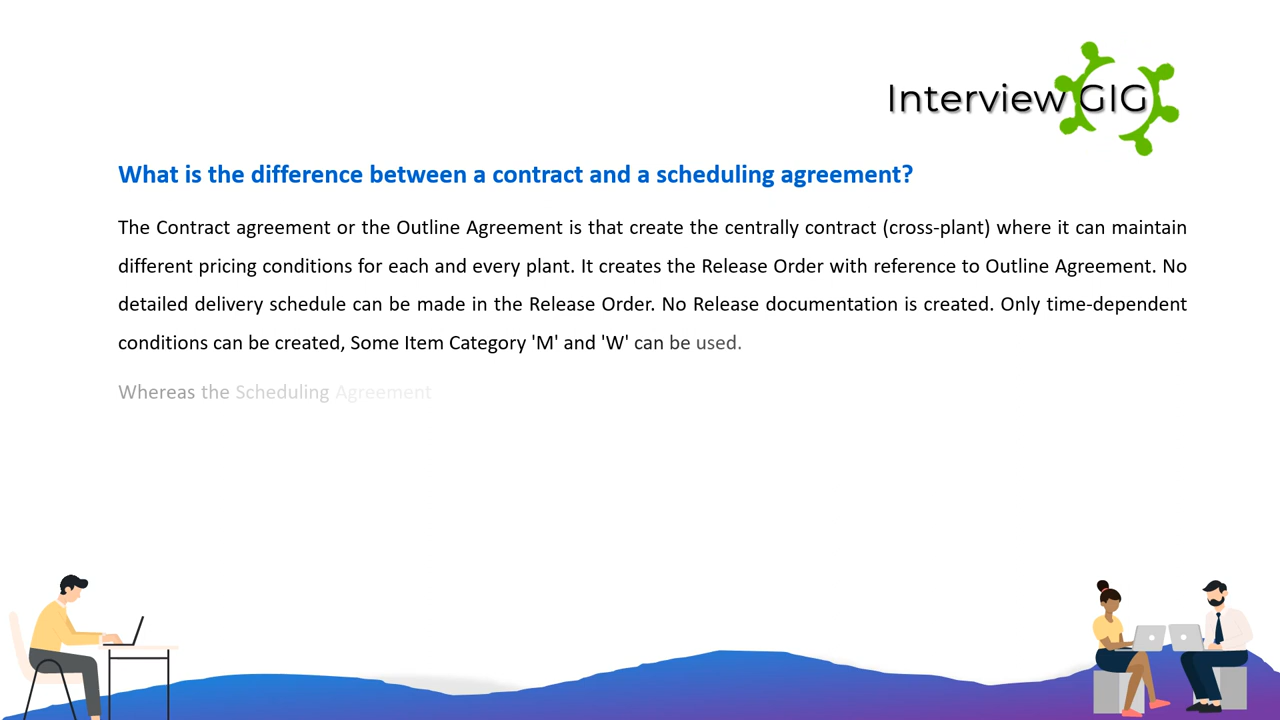 Interview GIG
What is the difference between a contract and a scheduling agreement?
The Contract agreement or the Outline Agreement is that create the centrally contract (cross-plant) where it can maintain
different pricing conditions for each and every plant. It creates the Release Order with reference to Outline Agreement. No
detailed delivery schedule can be made in the Release Order. No Release documentation is created. Only time-dependent
conditions can be created, Some Item Category 'M' and 'W' can be used.
Whereas the Scheduling Agreement